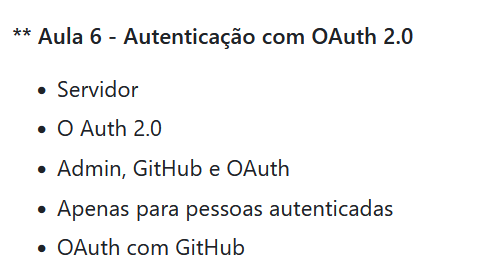 ** Aula 6 - Autenticação com OAuth 2.0
• Servidor
• O Auth 2.0
• Admin, GitHub e OAuth
• Apenas para pessoas autenticadas
• OAuth com GitHub